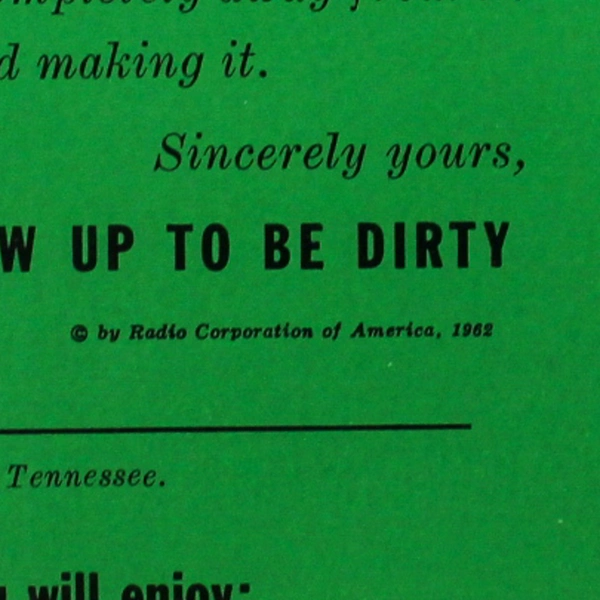 making it.
Sincerely yours,
UP TO BE DIRTY
© by Radio Corporation of America, 1962
Tennessee.
will enjoy: